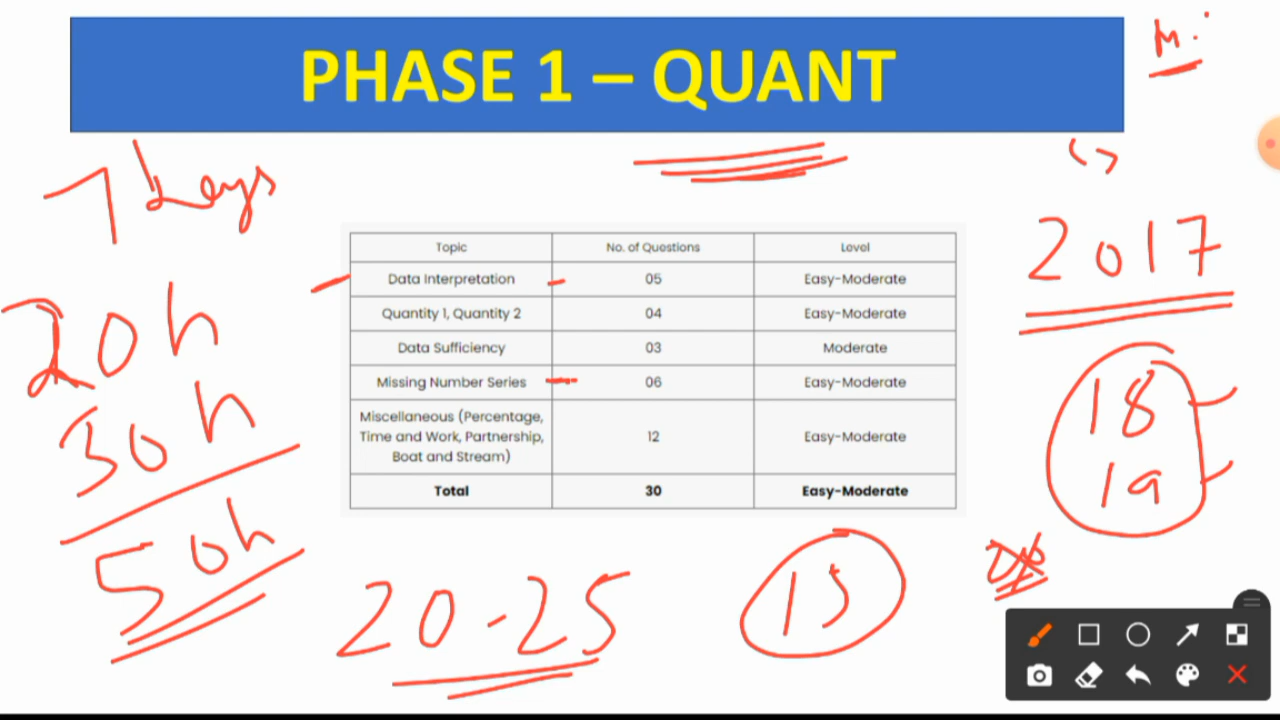 PHASE 1 – QUANT
M.
7 days
2017
Topic No. of Questions Level
Data Interpretation 05 Easy-Moderate
Quantity 1, Quantity 2 04 Easy-Moderate
Data Sufficiency 03 Moderate
Missing Number Series 06 Easy-Moderate
Miscellaneous (Percentage,
Time and Work, Partnership,
Boat and Stream) 12 Easy-Moderate
Total 30 Easy-Moderate
20h
30h
50h
18
19
20-25
15